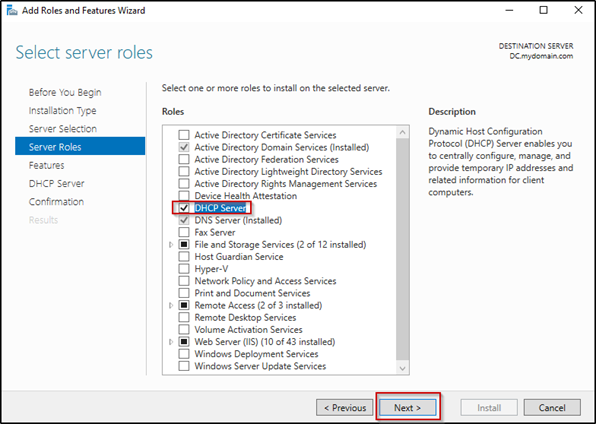 Add Roles and Features Wizard
Select server roles
DESTINATION SERVER
DC.mydomain.com
Before You Begin
Installation Type
Server Selection
Server Roles
Features
DHCP Server
Confirmation
Results
Select one or more roles to install on the selected server.
Roles
Active Directory Certificate Services
Active Directory Domain Services (Installed)
Active Directory Federation Services
Active Directory Lightweight Directory Services
Active Directory Rights Management Services
Device Health Attestation
DHCP Server
DNS Server (Installed)
Fax Server
File and Storage Services (2 of 12 installed)
Host Guardian Service
Hyper-V
Network Policy and Access Services
Print and Document Services
Remote Access (2 of 3 installed)
Remote Desktop Services
Volume Activation Services
Web Server (IIS) (10 of 43 installed)
Windows Deployment Services
Windows Server Update Services
Description
Dynamic Host Configuration
Protocol (DHCP) Server enables you
to centrally configure, manage, and
provide temporary IP addresses and
related information for client
computers.
< Previous
Next >
Install
Cancel